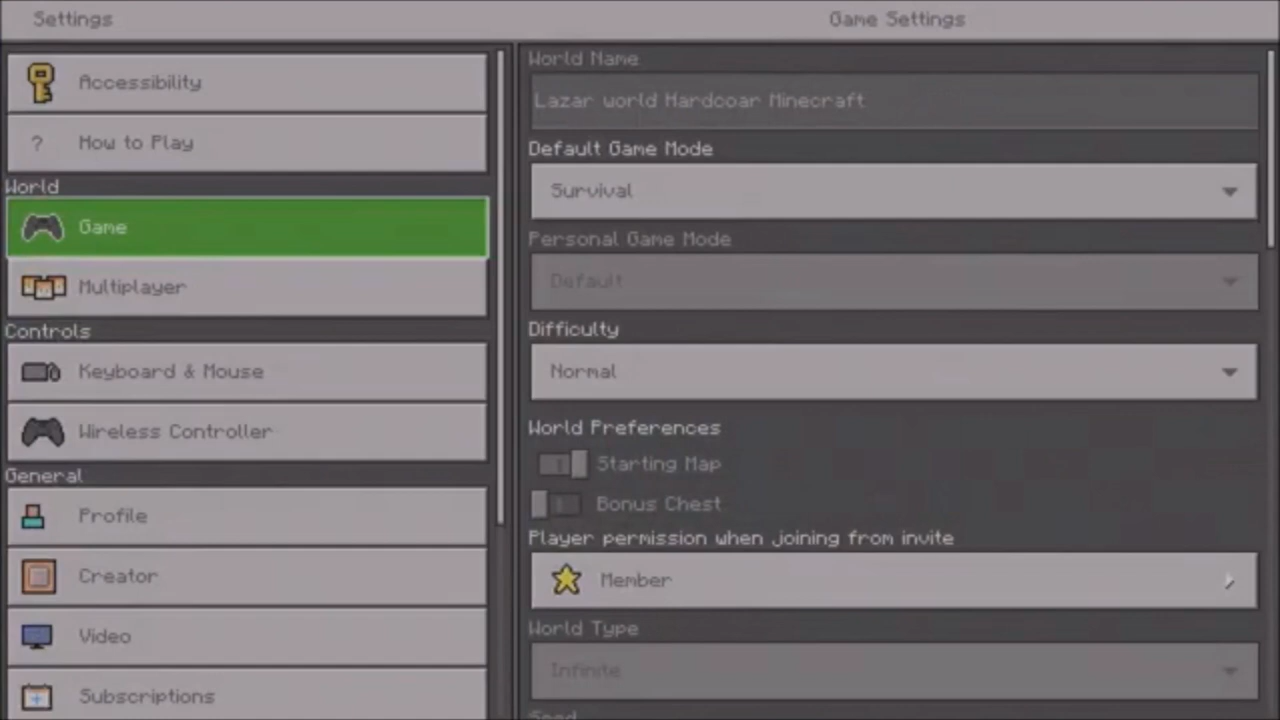 Settings
Game Settings
Accessibility
? How to Play
World
Game
Multiplayer
Controls
Keyboard & Mouse
Wireless Controller
General
Profile
Creator
Video
Subscriptions
World Name
Lazar world Hardcoar Minecraft
Default Game Mode
Survival
Personal Game Mode
Default
Difficulty
Normal
World Preferences
Starting Map
Bonus Chest
Player permission when joining from invite
Member
World Type
Infinite
Seed